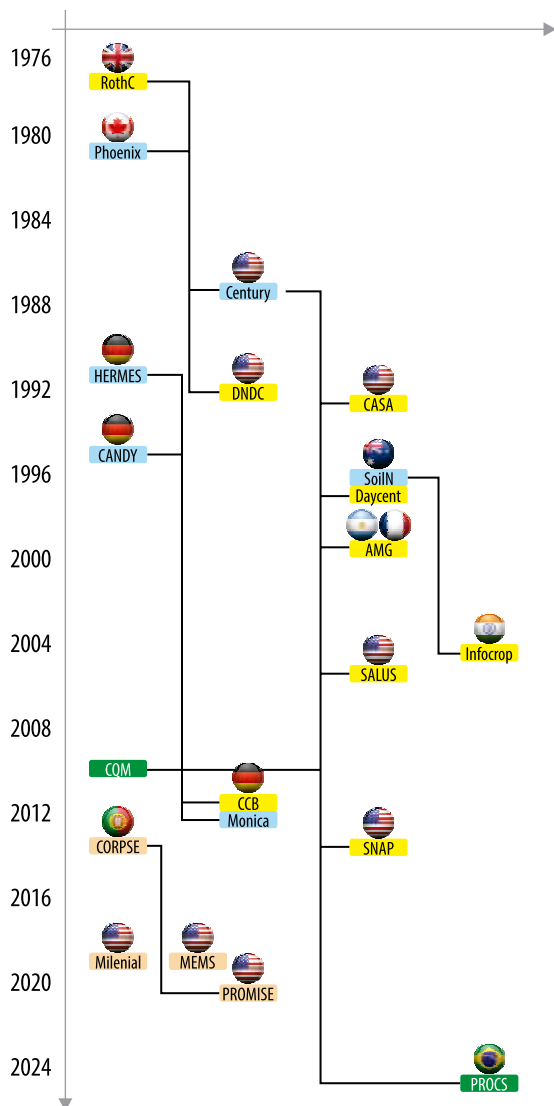 1976
RothC
1980
Phoenix
1984
Century
1988
HERMES
1992
DNDC
CASA
CANDY
1996
SoilN
Daycent
AMG
2000
2004
Infocrop
SALUS
2008
CQM
CCB
2012
Monica
CORPSE
SNAP
2016
Milenial
MEMS
2020
PROMISE
2024
PROCS